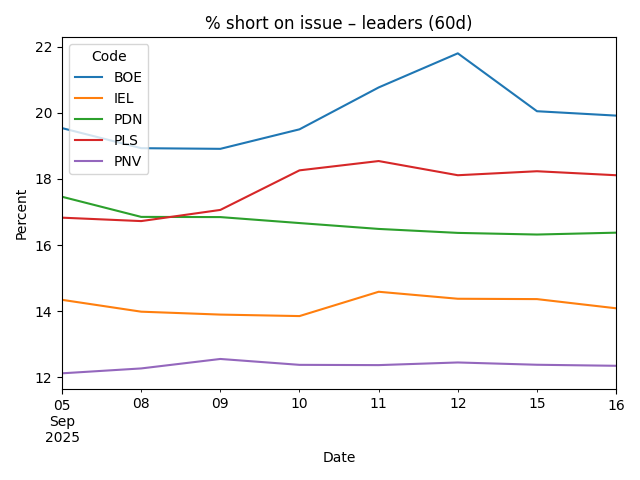 % short on issue – leaders (60d)
Code
BOE
IEL
PDN
PLS
PNV
Percent
22
20
18
16
14
12
05
Sep
2025
08
09
10
11
12
15
16
Date